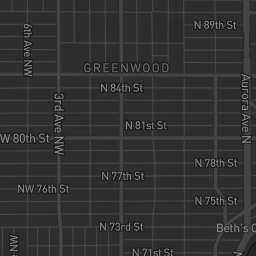 N 89th St
6th Ave NW
GREENWOOD
Aurora Ave N
N 84th St
3rd Ave NW
N 81st St
W 80th St
N 78th St
N 77th St
NW 76th St
N 75th St
N 73rd St
Beth's C
NW
N 71st St